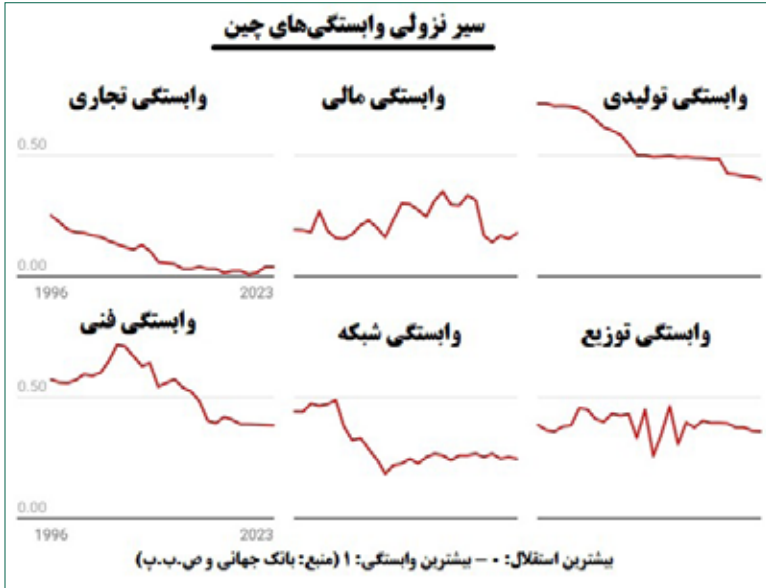 سیر نزولی وابستگی‌های چین
وابستگی تولیدی
وابستگی مالی
وابستگی تجاری
0.50
0.00
1996 2023
وابستگی توزیع
وابستگی شبکه
وابستگی فنی
0.50
0.00
1996 2023
بیشترین استقلال: ۰ – بیشترین وابستگی: ۱ (منبع: بانک جهانی و ص.ب.پ)